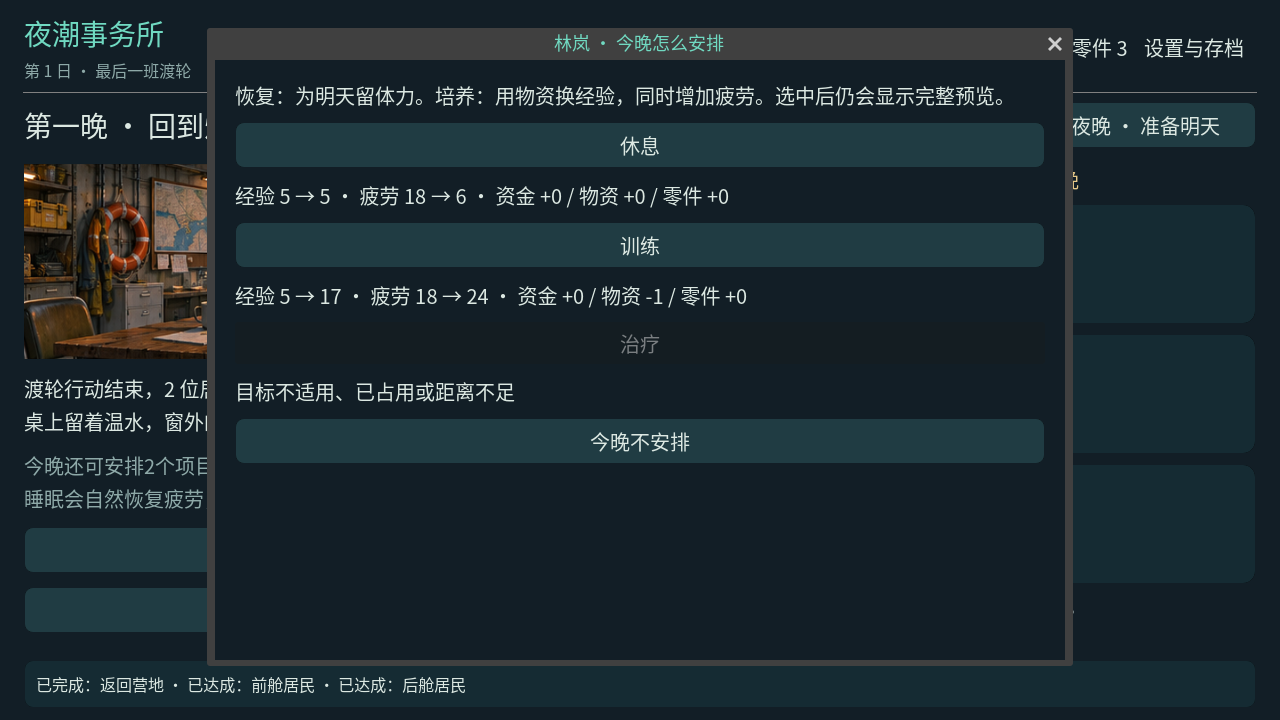 夜潮事务所
第 1 日 · 最后一班渡轮
零件 3 设置与存档
第一晚 · 回到
夜晚 · 准备明天
渡轮行动结束，2 位
桌上留着温水，窗外
今晚还可安排2个项目
睡眠会自然恢复疲劳
林岚 · 今晚怎么安排
恢复：为明天留体力。培养：用物资换经验，同时增加疲劳。选中后仍会显示完整预览。
休息
经验 5 → 5 · 疲劳 18 → 6 · 资金 +0 / 物资 +0 / 零件 +0
训练
经验 5 → 17 · 疲劳 18 → 24 · 资金 +0 / 物资 -1 / 零件 +0
治疗
目标不适用、已占用或距离不足
今晚不安排
已完成：返回营地 · 已达成：前舱居民 · 已达成：后舱居民